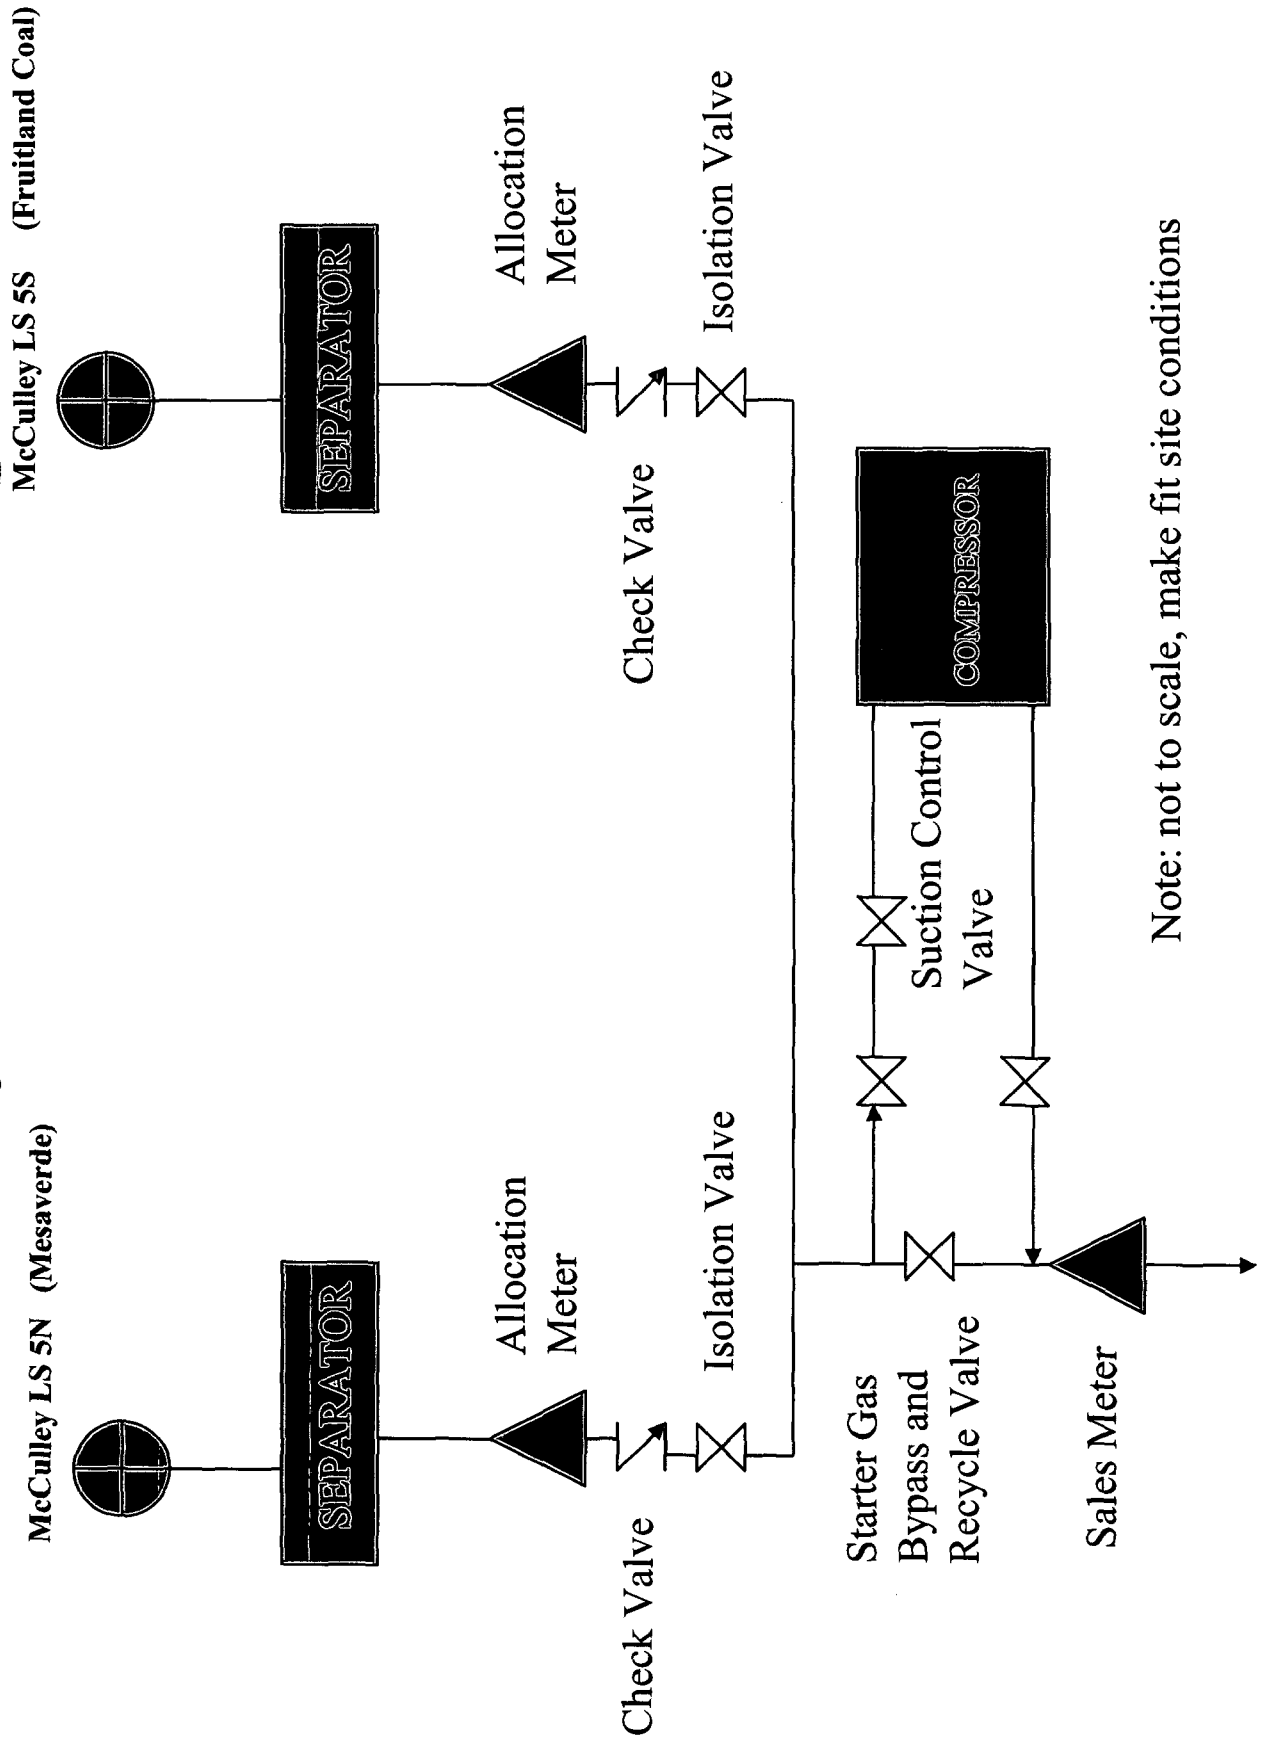 McCulley LS 5N (Mesaverde)
McCulley LS 5S (Fruitland Coal)
SEPARATOR
SEPARATOR
Allocation
Meter
Allocation
Meter
Check Valve
Check Valve
Isolation Valve
Isolation Valve
Starter Gas
Bypass and
Recycle Valve
Suction Control
Valve
COMPRESSOR
Sales Meter
Note: not to scale, make fit site conditions